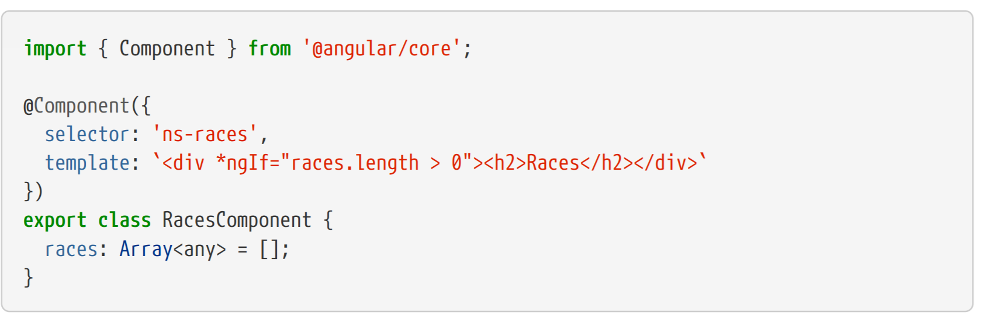 import { Component } from '@angular/core';

@Component({
  selector: 'ns-races',
  template: `<div *ngIf="races.length > 0"><h2>Races</h2></div>`
})
export class RacesComponent {
  races: Array<any> = [];
}